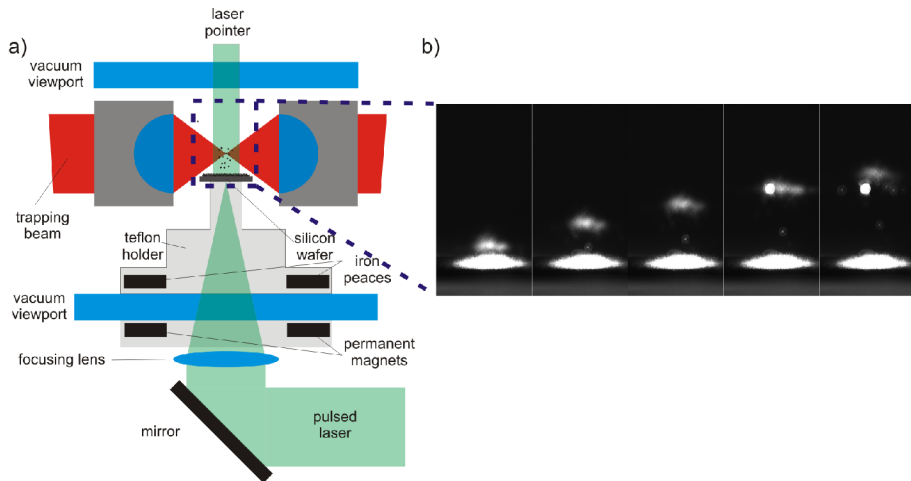 a)
laser
pointer
b)
vacuum
viewport
trapping
beam
teflon
holder
silicon
wafer
iron
peaces
vacuum
viewport
permanent
magnets
focusing lens
mirror
pulsed
laser